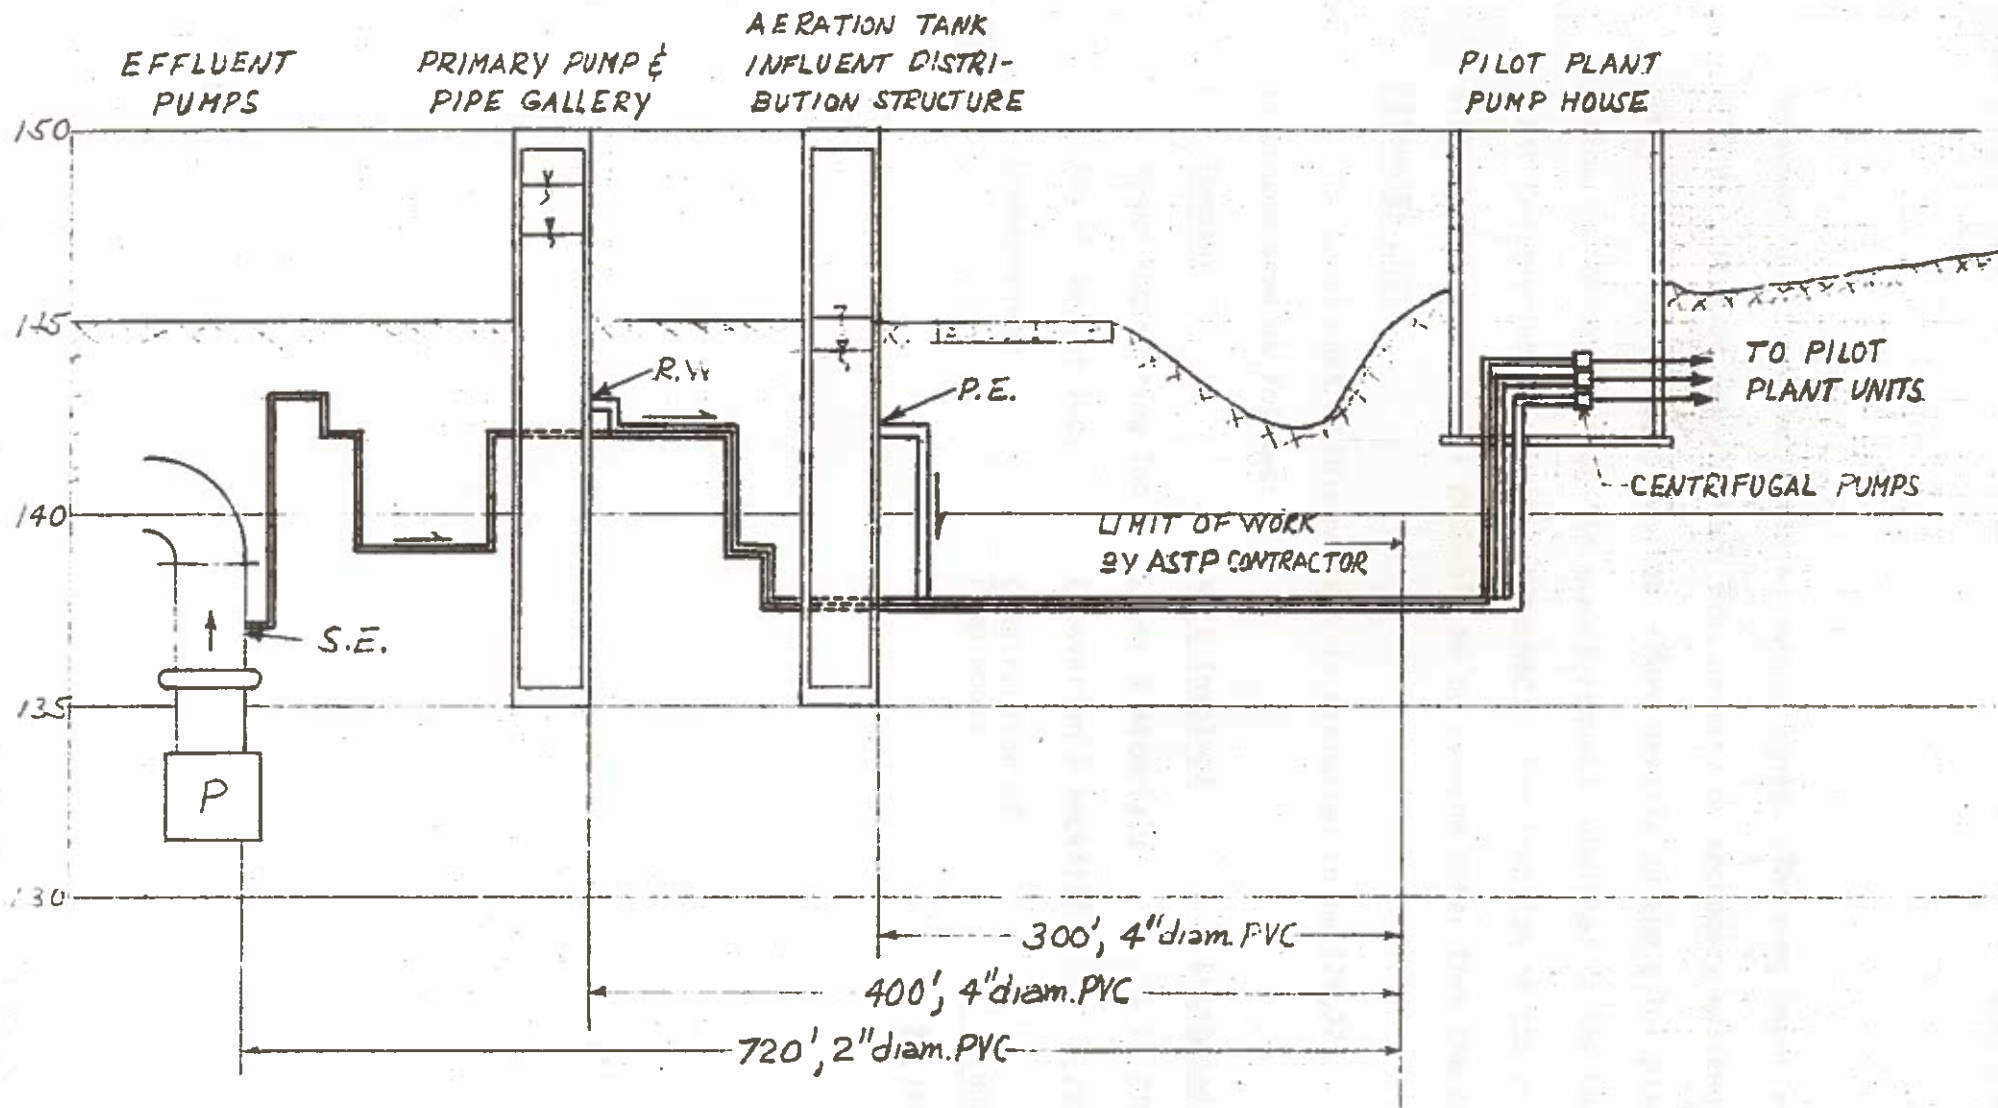 EFFLUENT
PUMPS
PRIMARY PUMP &
PIPE GALLERY
AERATION TANK
INFLUENT DISTRI-
BUTION STRUCTURE
PILOT PLANT
PUMP HOUSE
150
145
R.W
P.E.
TO PILOT
PLANT UNITS
CENTRIFUGAL PUMPS
140
LIMIT OF WORK
BY ASTP CONTRACTOR
S.E.
135
P
130
300', 4" diam. PVC
400', 4" diam. PVC
720', 2" diam. PVC